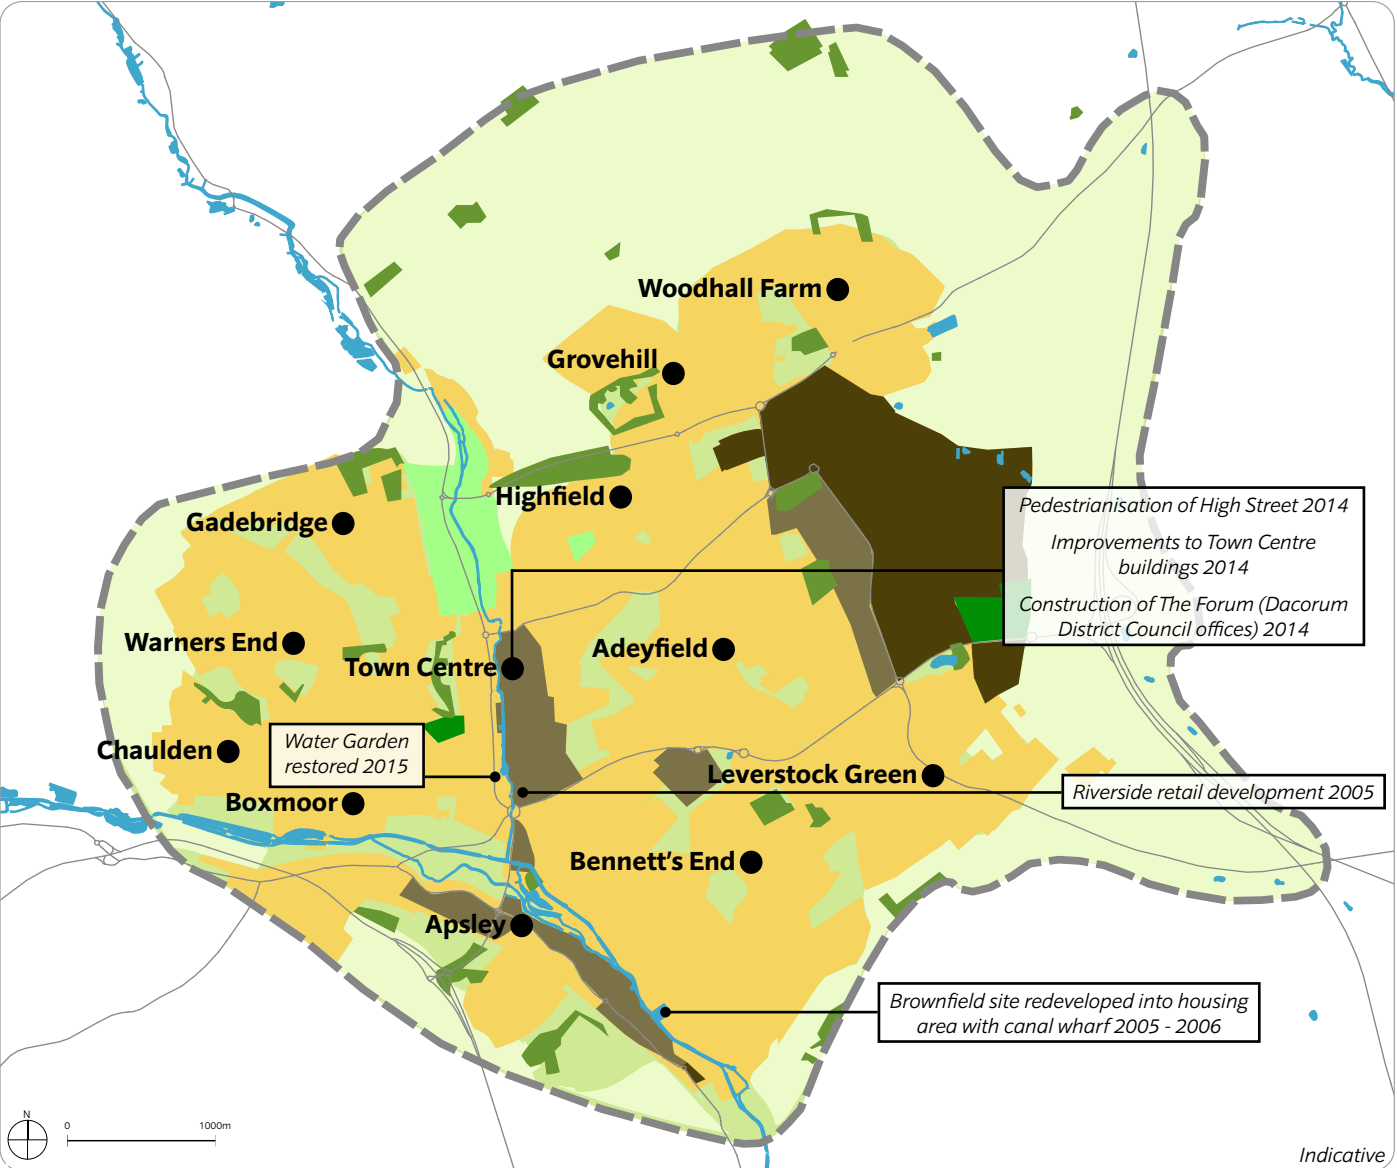 Woodhall Farm
Grovehill
Highfield
Pedestrianisation of High Street 2014
Improvements to Town Centre
buildings 2014
Construction of The Forum (Dacorum
District Council offices) 2014
Gadebridge
Warners End
Town Centre
Adeyfield
Water Garden
restored 2015
Chaulden
Leverstock Green
Riverside retail development 2005
Boxmoor
Bennett's End
Apsley
Brownfield site redeveloped into housing
area with canal wharf 2005 - 2006
N
0 1000m
Indicative